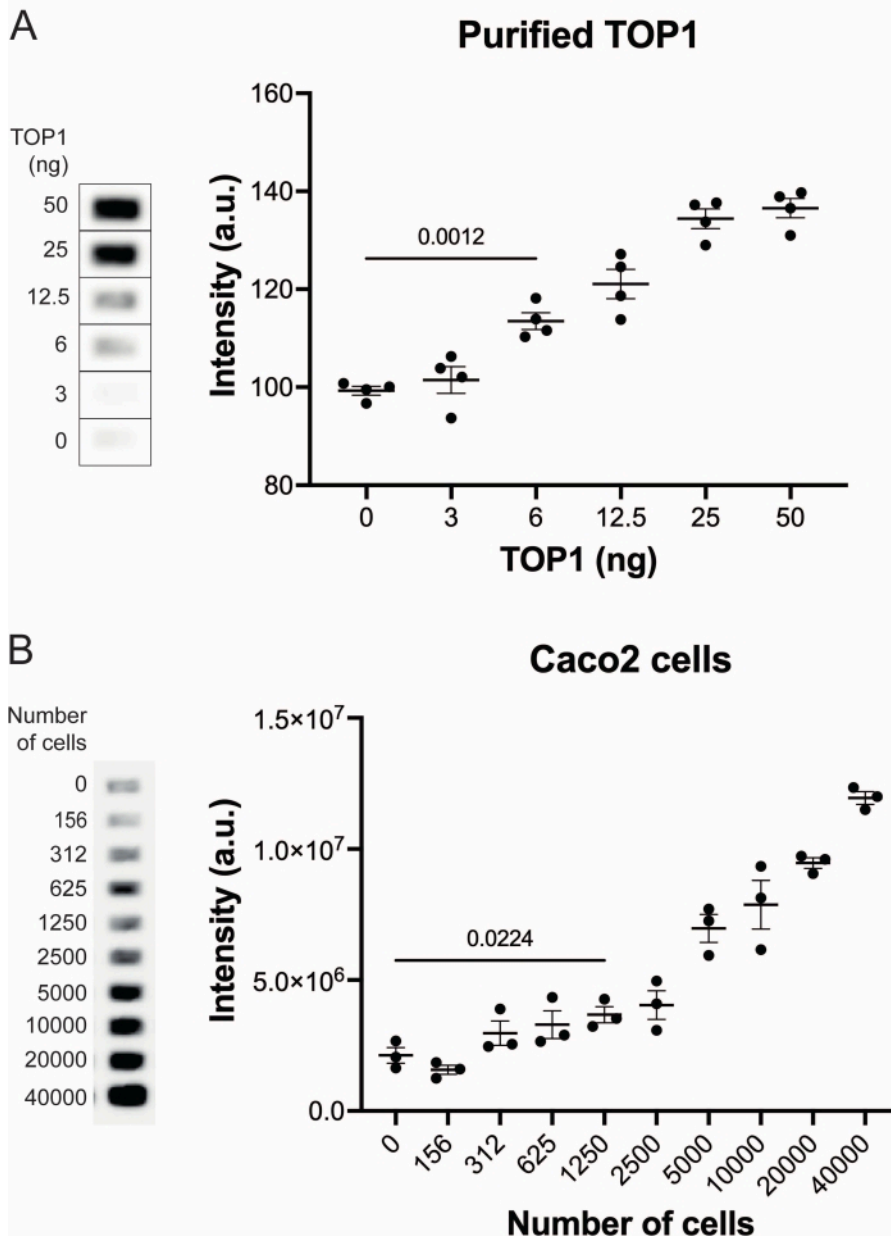 A
Purified TOP1
TOP1
(ng)
50
25
12.5
6
3
0
Intensity (a.u.)
160
140
120
100
80
0.0012
0 3 6 12.5 25 50
TOP1 (ng)
B
Caco2 cells
Number
of cells
0
156
312
625
1250
2500
5000
10000
20000
40000
Intensity (a.u.)
1.5×10⁷
1.0×10⁷
5.0×10⁶
0.0
0.0224
0 156 312 625 1250 2500 5000 10000 20000 40000
Number of cells